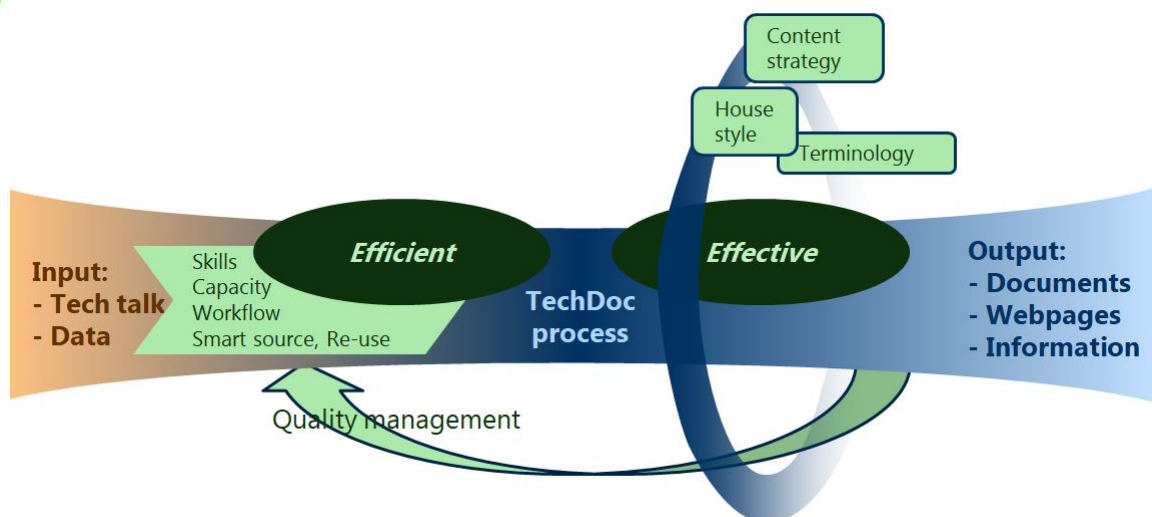 Content
strategy
House
style
Terminology
Input:
- Tech talk
- Data
Skills
Capacity
Workflow
Smart source, Re-use
Efficient
TechDoc
process
Effective
Output:
- Documents
- Webpages
- Information
Quality management